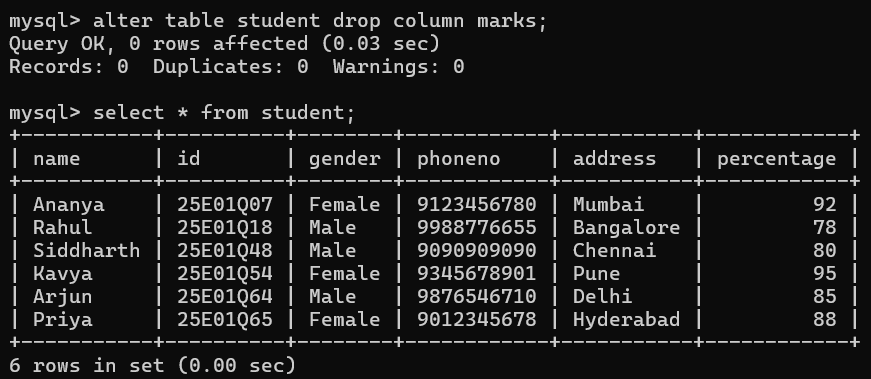 mysql> alter table student drop column marks;
Query OK, 0 rows affected (0.03 sec)
Records: 0  Duplicates: 0  Warnings: 0

mysql> select * from student;
+-----------+----------+--------+------------+-----------+------------+
| name      | id       | gender | phoneno    | address   | percentage |
+-----------+----------+--------+------------+-----------+------------+
| Ananya    | 25E01Q07 | Female | 9123456780 | Mumbai    |         92 |
| Rahul     | 25E01Q18 | Male   | 9988776655 | Bangalore |         78 |
| Siddharth | 25E01Q48 | Male   | 9090909090 | Chennai   |         80 |
| Kavya     | 25E01Q54 | Female | 9345678901 | Pune      |         95 |
| Arjun     | 25E01Q64 | Male   | 9876546710 | Delhi     |         85 |
| Priya     | 25E01Q65 | Female | 9012345678 | Hyderabad |         88 |
+-----------+----------+--------+------------+-----------+------------+
6 rows in set (0.00 sec)